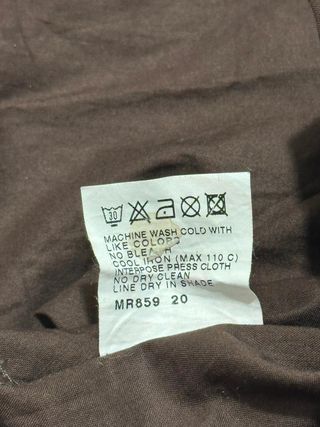 30
MACHINE WASH COLD WITH
LIKE COLORS
NO BLEACH
COOL IRON (MAX 110 C)
INTERPOSE PRESS CLOTH
NO DRY CLEAN
LINE DRY IN SHADE
MR859 20